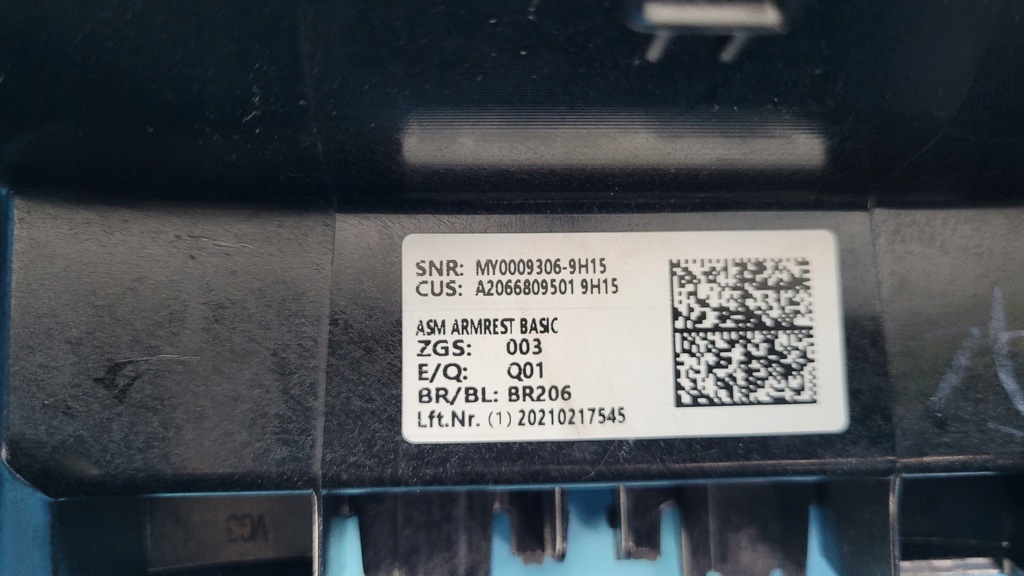 SNR: MY0009306-9H15
CUS: A2066809501 9H15
ASM ARMREST BASIC
ZGS: 003
E/Q: Q01
BR/BL: BR206
Lft.Nr. (1) 20210217545
VG3